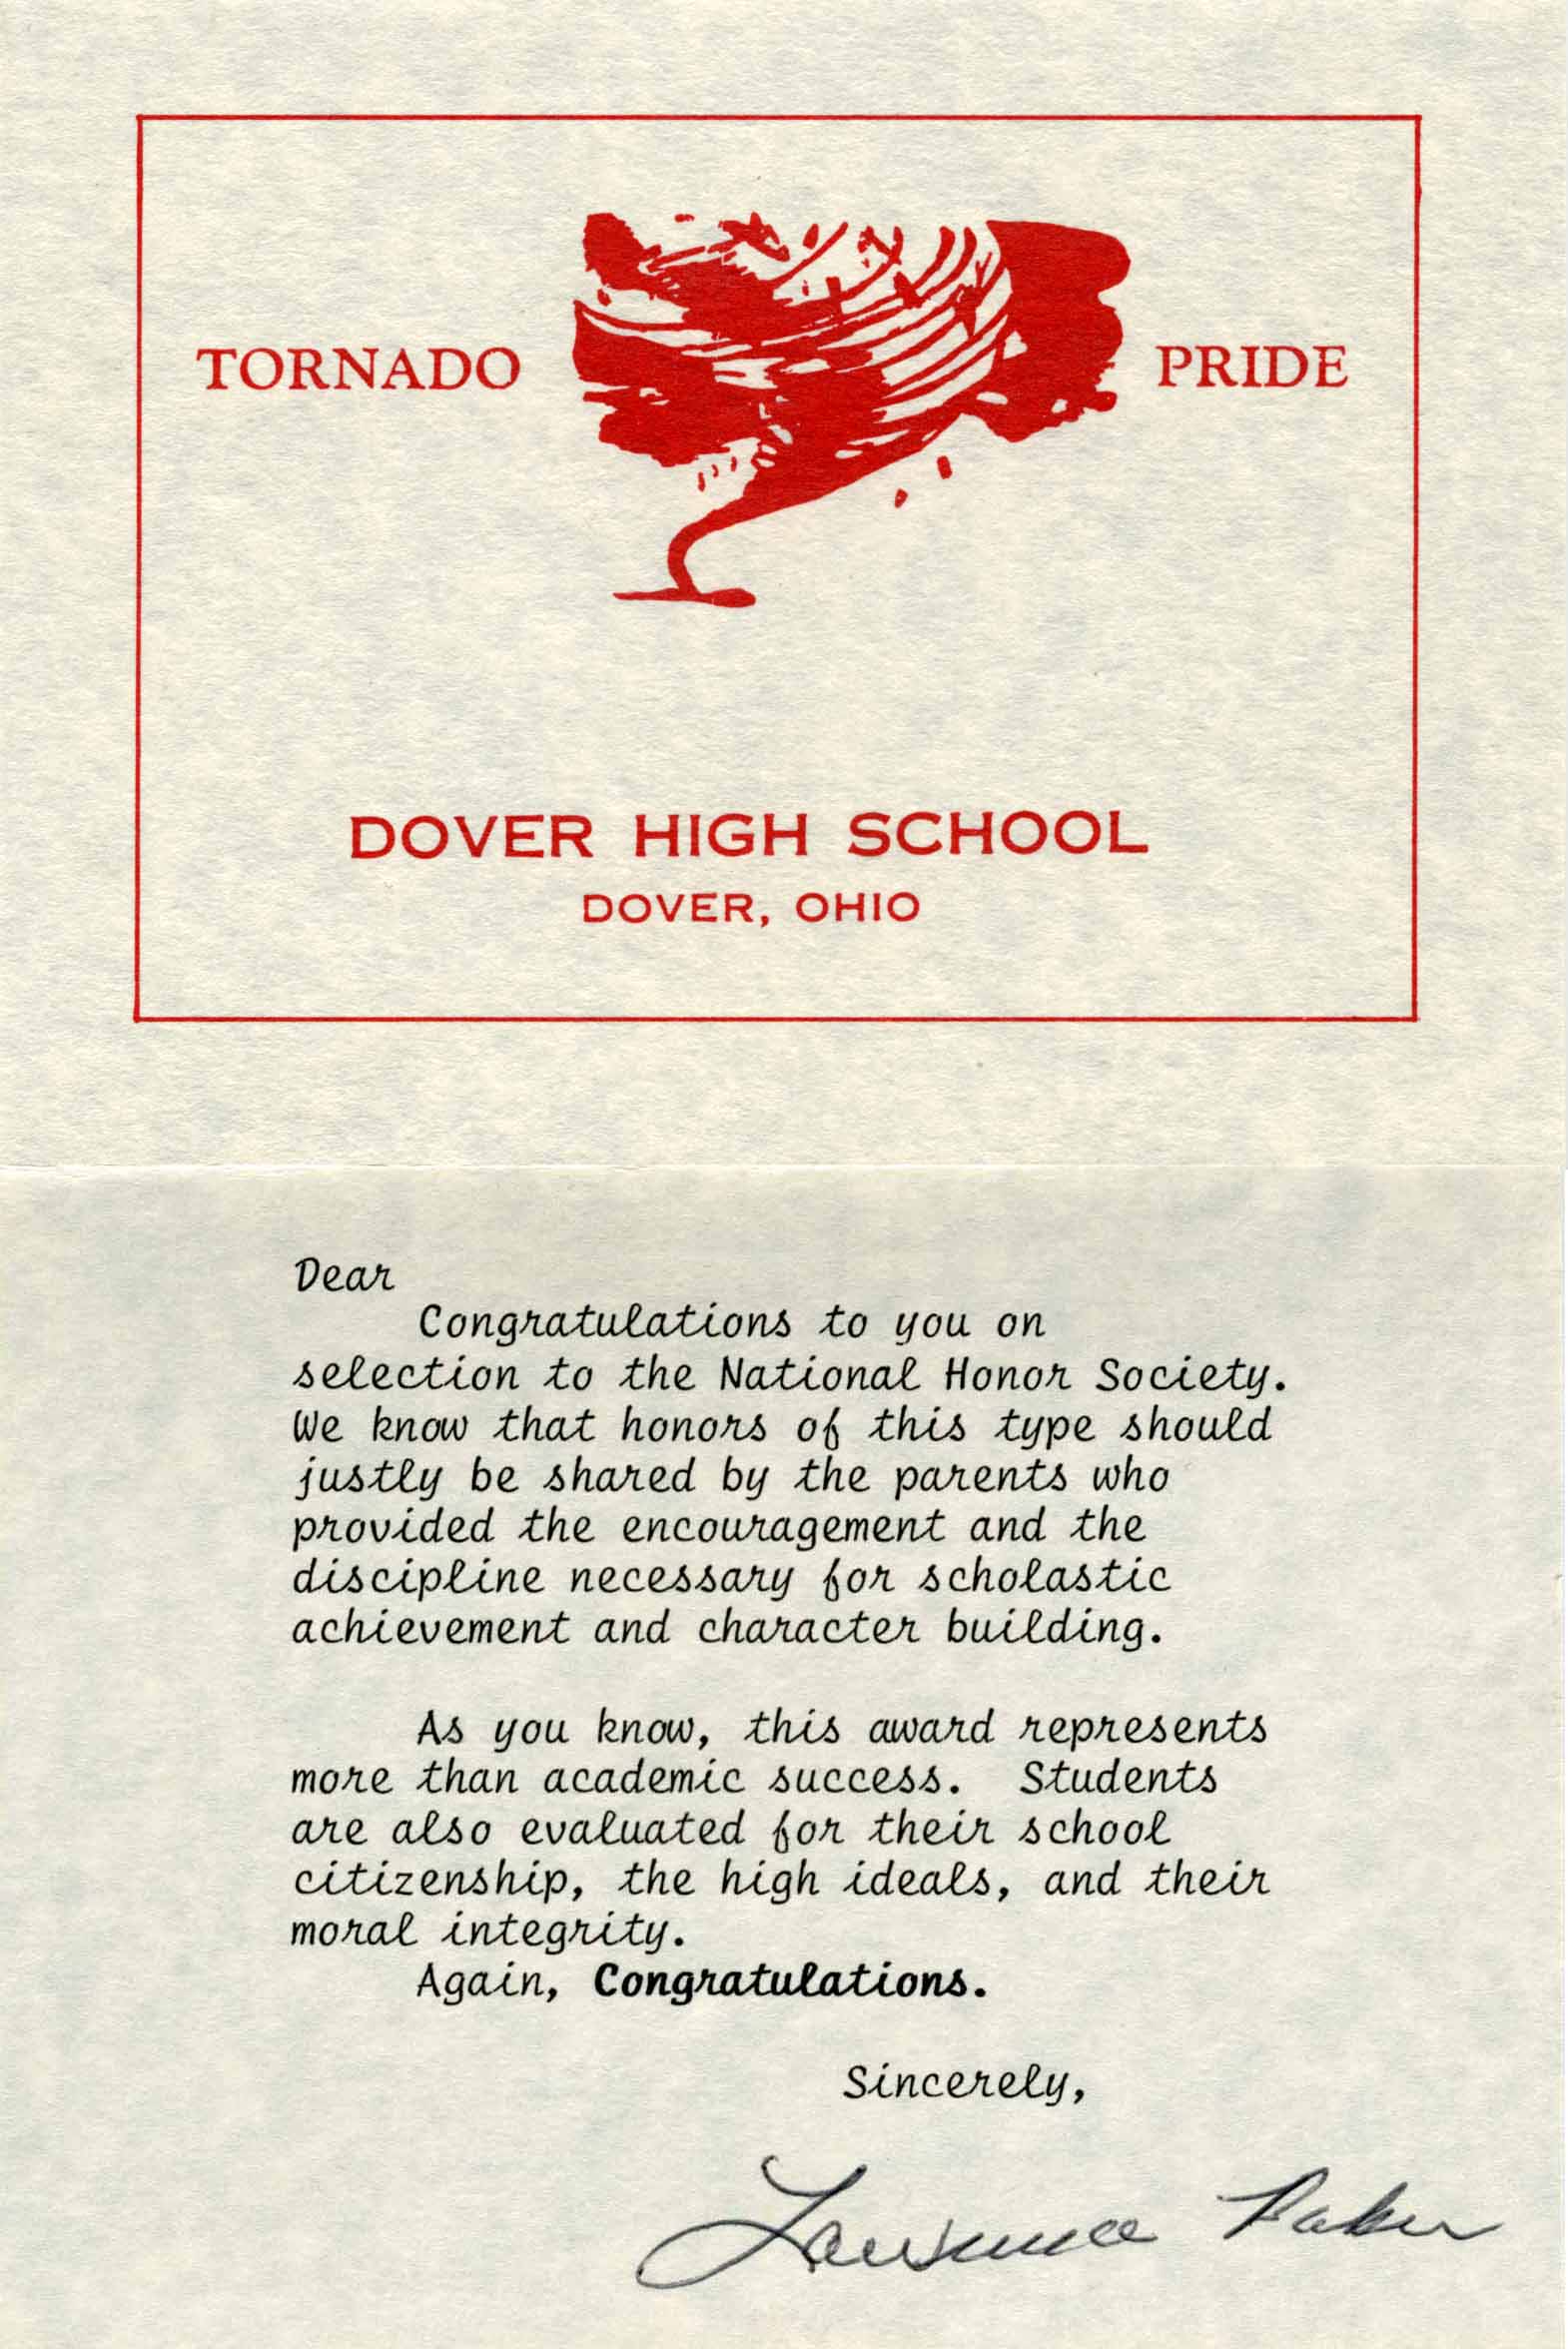 TORNADO PRIDE
DOVER HIGH SCHOOL
DOVER, OHIO
Dear
Congratulations to you on
selection to the National Honor Society.
We know that honors of this type should
justly be shared by the parents who
provided the encouragement and the
discipline necessary for scholastic
achievement and character building.
As you know, this award represents
more than academic success. Students
are also evaluated for their school
citizenship, the high ideals, and their
moral integrity.
Again, Congratulations.
Sincerely,
Lawrence